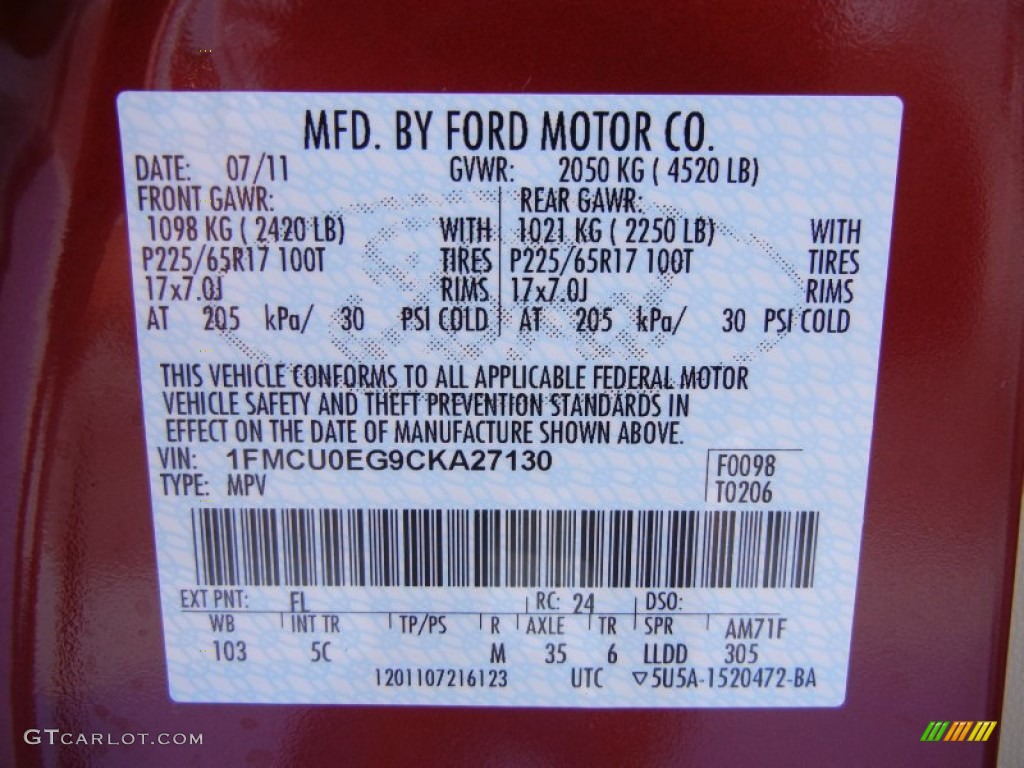 MFD. BY FORD MOTOR CO.
DATE: 07/11 GVWR: 2050 KG ( 4520 LB)
FRONT GAWR: REAR GAWR:
1098 KG ( 2420 LB) WITH 1021 KG ( 2250 LB) WITH
P225/65R17 100T TIRES P225/65R17 100T TIRES
17x7.0J RIMS 17x7.0J RIMS
AT 205 kPa/ 30 PSI COLD AT 205 kPa/ 30 PSI COLD
THIS VEHICLE CONFORMS TO ALL APPLICABLE FEDERAL MOTOR
VEHICLE SAFETY AND THEFT PREVENTION STANDARDS IN
EFFECT ON THE DATE OF MANUFACTURE SHOWN ABOVE.
VIN: 1FMCU0EG9CKA27130 F0098
TYPE: MPV T0206
EXT PNT: FL RC: 24 DSO:
WB INT TR TP/PS R AXLE TR SPR AM71F
103 5C M 35 6 LLDD 305
1201107216123 UTC ▽5U5A-1520472-BA
GTCARLOT.COM